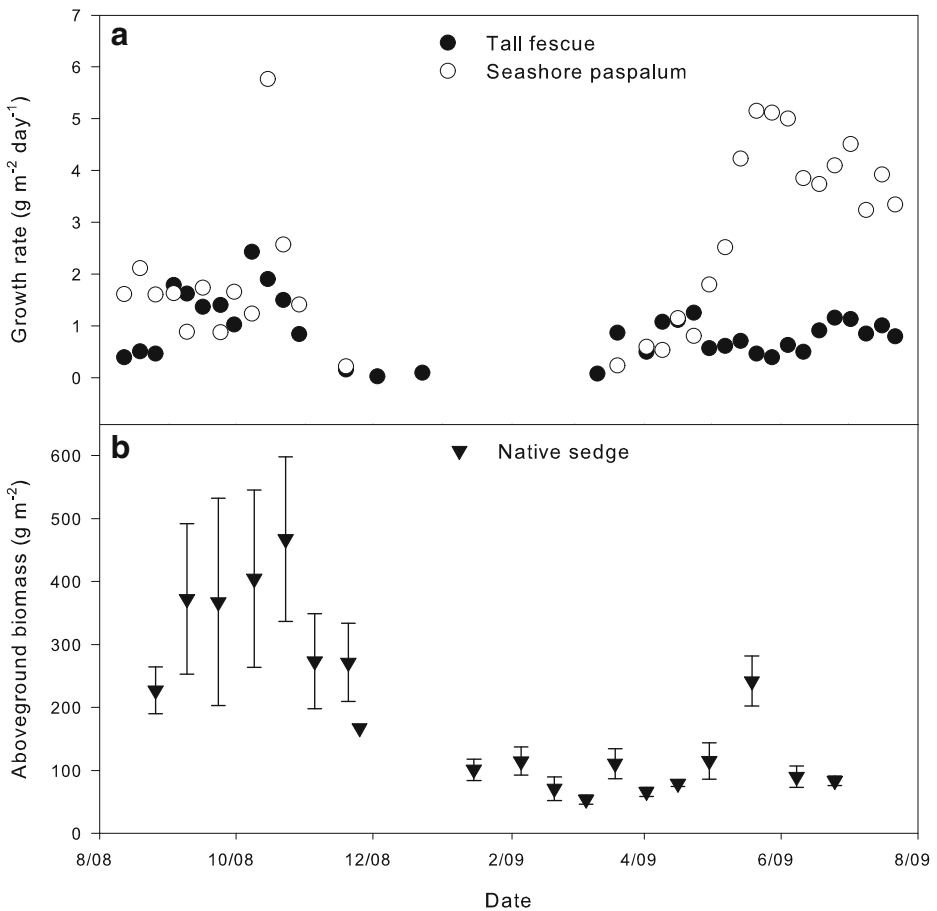 a
Tall fescue
Seashore paspalum
Growth rate (g m⁻² day⁻¹)
7
6
5
4
3
2
1
0
b
Native sedge
Aboveground biomass (g m⁻²)
600
500
400
300
200
100
0
8/08 10/08 12/08 2/09 4/09 6/09 8/09
Date